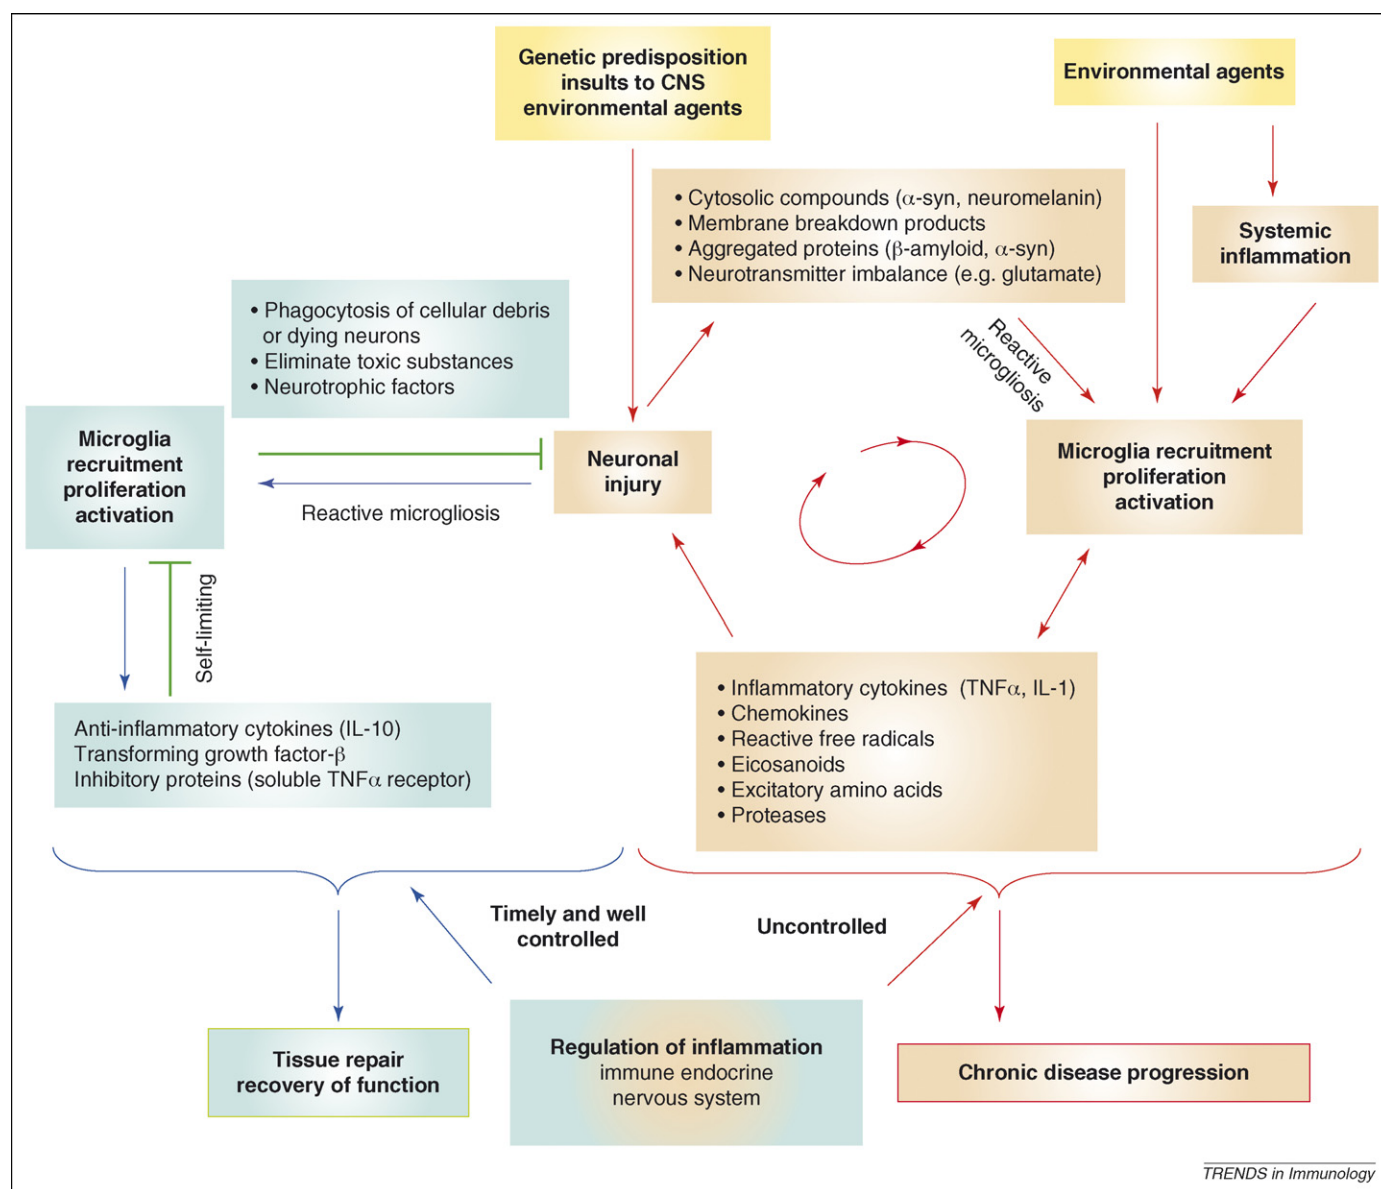 Genetic predisposition
insults to CNS
environmental agents
Environmental agents
• Cytosolic compounds (α-syn, neuromelanin)
• Membrane breakdown products
• Aggregated proteins (β-amyloid, α-syn)
• Neurotransmitter imbalance (e.g. glutamate)
Systemic
inflammation
• Phagocytosis of cellular debris
or dying neurons
• Eliminate toxic substances
• Neurotrophic factors
Reactive
microgliosis
Microglia
recruitment
proliferation
activation
Neuronal
injury
Microglia recruitment
proliferation
activation
Reactive microgliosis
Self-limiting
Anti-inflammatory cytokines (IL-10)
Transforming growth factor-β
Inhibitory proteins (soluble TNFα receptor)
• Inflammatory cytokines (TNFα, IL-1)
• Chemokines
• Reactive free radicals
• Eicosanoids
• Excitatory amino acids
• Proteases
Timely and well
controlled
Uncontrolled
Tissue repair
recovery of function
Regulation of inflammation
immune endocrine
nervous system
Chronic disease progression
TRENDS in Immunology